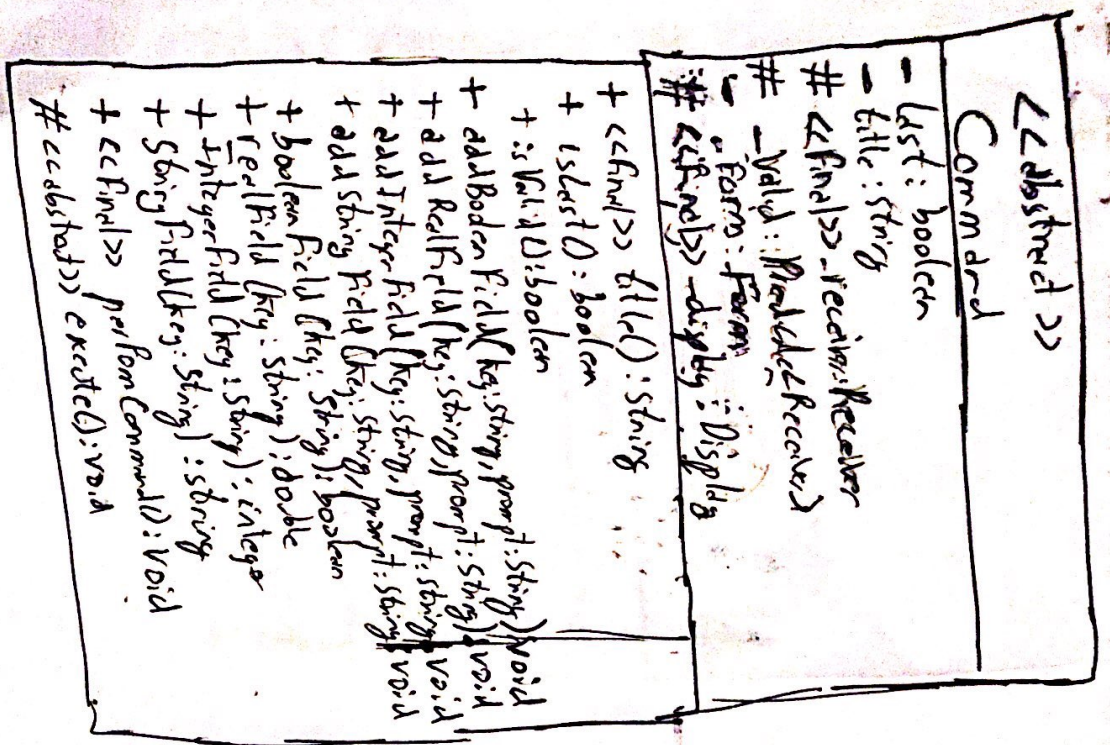 <<abstract>>
Command
- last: boolean
- title: string
# <<final>> _receiver: Receiver
# _valid: Predicate<Receiver>
- _form: Form
# <<final>> _display: Display
+ <<final>> title(): string
+ isLast(): boolean
+ isValid(): boolean
+ addBooleanField(key: string, prompt: string) void
+ addRealField(key: string, prompt: string): void
+ addIntegerField(key: string, prompt: string): void
+ addStringField(key: string, prompt: string): void
+ booleanField(key: string): boolean
+ realField(key: string): double
+ integerField(key: string): integer
+ stringField(key: string): string
+ <<final>> performCommand(): void
# <<abstract>> execute(): void